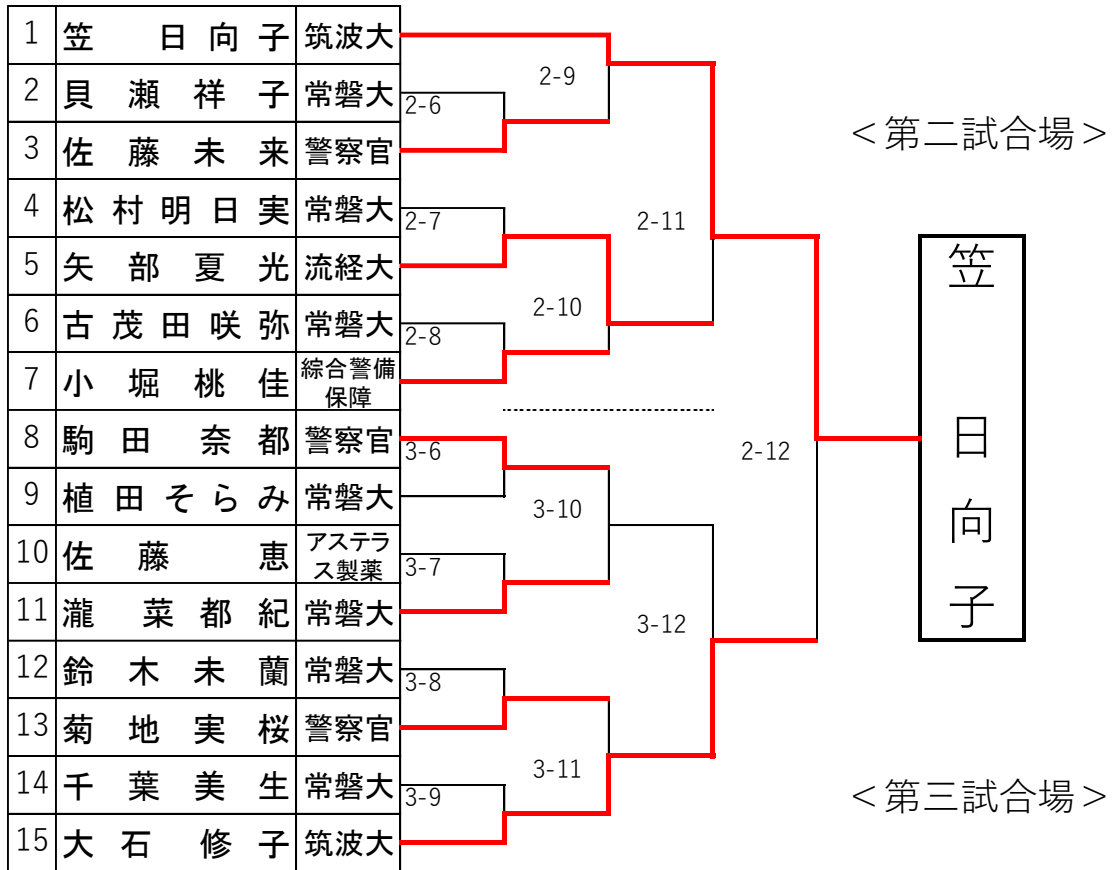 1 笠 日向子 筑波大
2 貝瀬祥子 常磐大
3 佐藤未来 警察官
4 松村明日実 常磐大
5 矢部夏光 流経大
6 古茂田咲弥 常磐大
7 小堀桃佳 綜合警備
保障
8 駒田 奈都 警察官
9 植田そらみ 常磐大
10 佐藤 恵 アステラ
ス製薬
11 瀧 菜都紀 常磐大
12 鈴木未蘭 常磐大
13 菊地実桜 警察官
14 千葉美生 常磐大
15 大石 修子 筑波大
2-6
2-7
2-8
3-6
3-7
3-8
3-9
2-9
2-10
3-10
3-11
2-11
3-12
2-12
＜第二試合場＞
笠 日向子
＜第三試合場＞